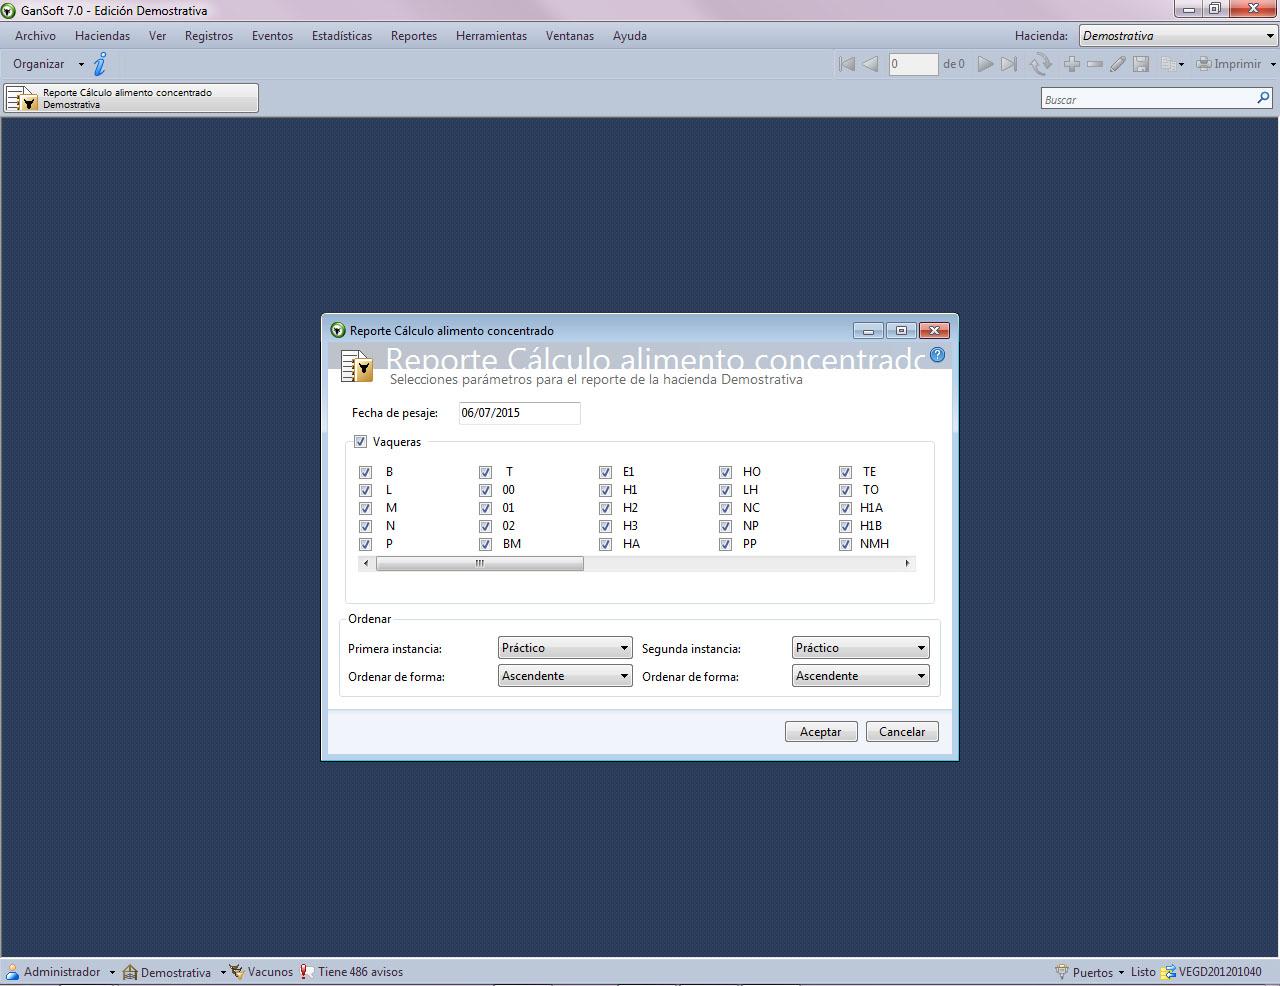 GanSoft 7.0 - Edición Demostrativa
Archivo Haciendas Ver Registros Eventos Estadísticas Reportes Herramientas Ventanas Ayuda Hacienda: Demostrativa
Organizar 0 de 0 Imprimir
Reporte Cálculo alimento concentrado
Demostrativa
Buscar
Reporte Cálculo alimento concentrado
Reporte Cálculo alimento concentradc
Selecciones parámetros para el reporte de la hacienda Demostrativa
Fecha de pesaje: 06/07/2015
Vaqueras
B T E1 HO TE
L 00 H1 LH TO
M 01 H2 NC H1A
N 02 H3 NP H1B
P BM HA PP NMH
Ordenar
Primera instancia: Práctico Segunda instancia: Práctico
Ordenar de forma: Ascendente Ordenar de forma: Ascendente
Aceptar Cancelar
Administrador Demostrativa Vacunos Tiene 486 avisos Puertos Listo VEGD201201040